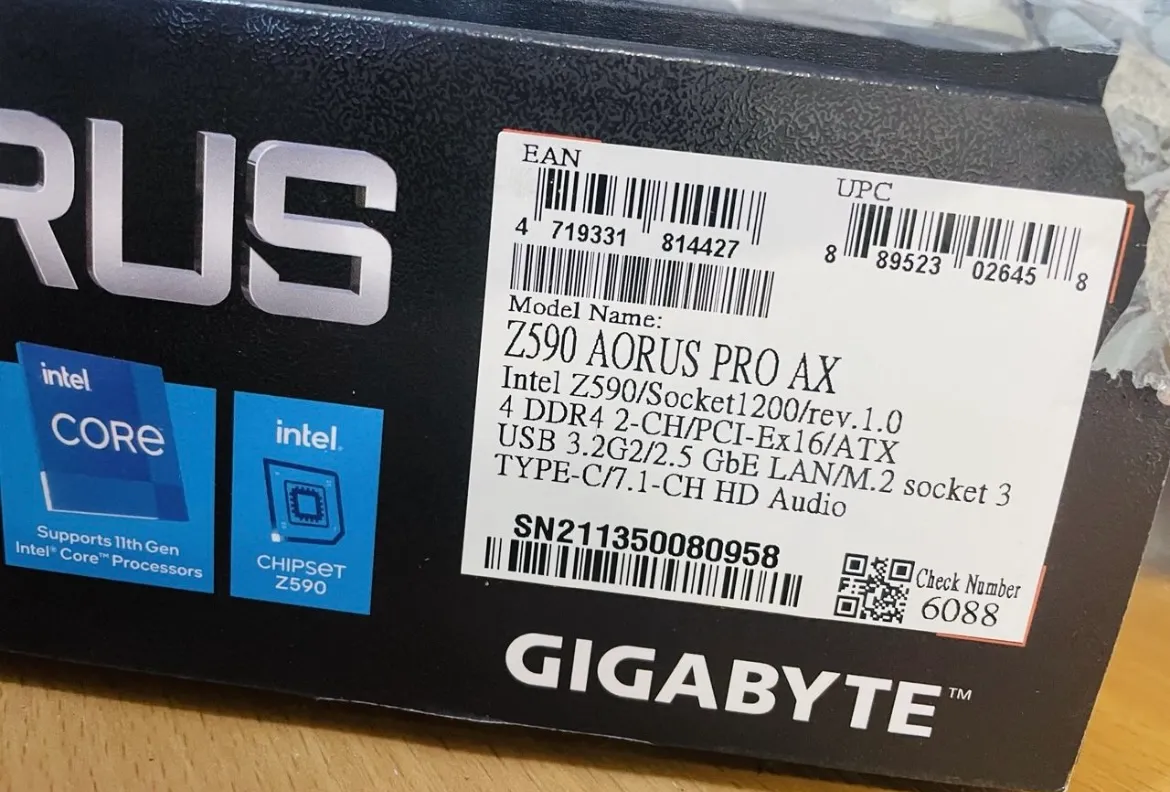 RUS
intel
CORE
Supports 11th Gen
Intel® Core™ Processors
intel.
CHIPSET
Z590
EAN
4 719331 814427
UPC
8 89523 02645 8
Model Name:
Z590 AORUS PRO AX
Intel Z590/Socket1200/rev.1.0
4 DDR4 2-CH/PCI-Ex16/ATX
USB 3.2G2/2.5 GbE LAN/M.2 socket 3
TYPE-C/7.1-CH HD Audio
SN211350080958
Check Number
6088
GIGABYTE™